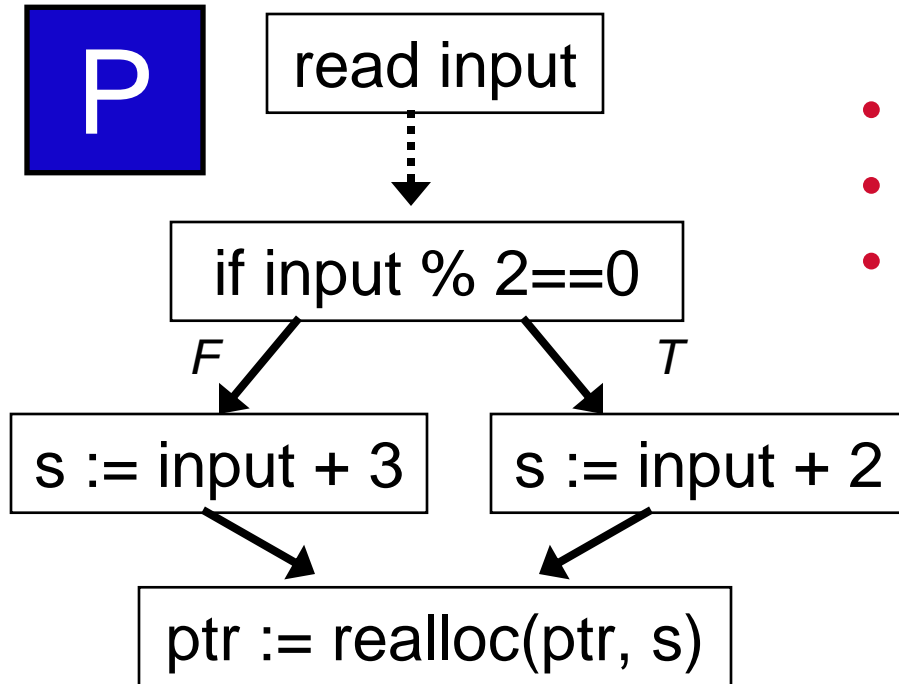 P
read input
if input % 2==0
F
T
s := input + 3
s := input + 2
ptr := realloc(ptr, s)